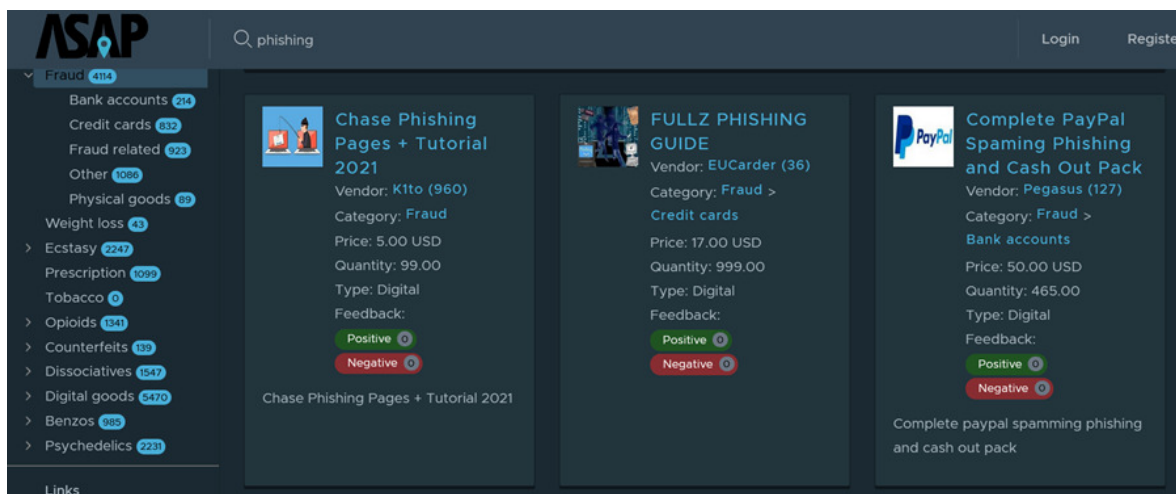 ASAP
phishing
Login
Registe
Fraud 4114
Bank accounts 214
Credit cards 832
Fraud related 923
Other 1086
Physical goods 89
Weight loss 43
Ecstasy 2247
Prescription 1099
Tobacco 0
Opioids 1341
Counterfeits 139
Dissociatives 1547
Digital goods 5470
Benzos 985
Psychedelics 2231
Links
Chase Phishing
Pages + Tutorial
2021
Vendor: K1to (960)
Category: Fraud
Price: 5.00 USD
Quantity: 99.00
Type: Digital
Feedback:
Positive 0
Negative 0
Chase Phishing Pages + Tutorial 2021
FULLZ PHISHING
GUIDE
Vendor: EUCarder (36)
Category: Fraud >
Credit cards
Price: 17.00 USD
Quantity: 999.00
Type: Digital
Feedback:
Positive 0
Negative 0
PayPal
Complete PayPal
Spaming Phishing
and Cash Out Pack
Vendor: Pegasus (127)
Category: Fraud >
Bank accounts
Price: 50.00 USD
Quantity: 465.00
Type: Digital
Feedback:
Positive 0
Negative 0
Complete paypal spamming phishing
and cash out pack